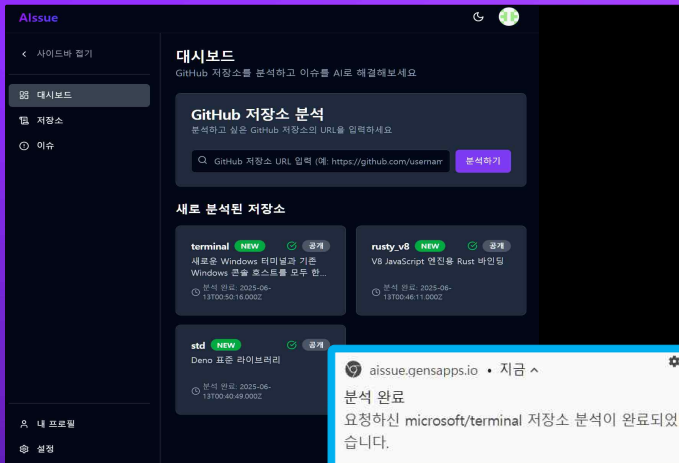 AIssue
사이드바 접기
대시보드
저장소
이슈
내 프로필
설정
대시보드
GitHub 저장소를 분석하고 이슈를 AI로 해결해보세요
GitHub 저장소 분석
분석하고 싶은 GitHub 저장소의 URL을 입력하세요
GitHub 저장소 URL 입력 (예: https://github.com/usernam
분석하기
새로 분석된 저장소
terminal NEW 공개
새로운 Windows 터미널과 기존
Windows 콘솔 호스트를 모두 한...
분석 완료: 2025-06-
13T00:50:16.000Z
rusty_v8 NEW 공개
V8 JavaScript 엔진용 Rust 바인딩
분석 완료: 2025-06-
13T00:46:11.000Z
std NEW 공개
Deno 표준 라이브러리
분석 완료: 2025-06-
13T00:40:49.000Z
aissue.gensapps.io • 지금
분석 완료
요청하신 microsoft/terminal 저장소 분석이 완료되었
습니다.